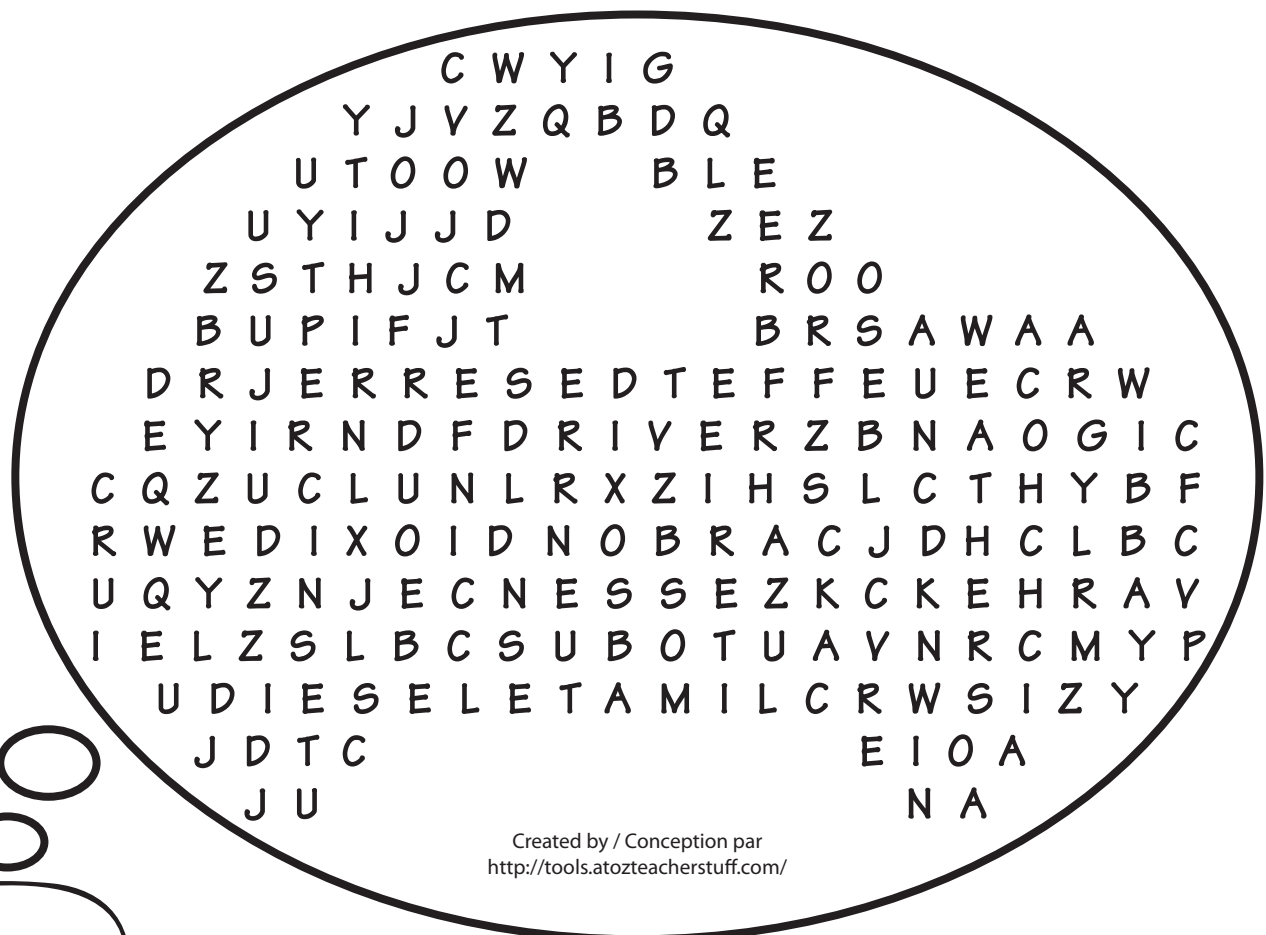 C W Y I G
Y J V Z Q B D Q
U T O O W B L E
U Y I J J D Z E Z
Z S T H J C M R O O
B U P I F J T B R S A W A A
D R J E R R E S E D T E F F E U E C R W
E Y I R N D F D R I V E R Z B N A O G I C
C Q Z U C L U N L R X Z I H S L C T H Y B F
R W E D I X O I D N O B R A C J D H C L B C
U Q Y Z N J E C N E S S E Z K C K E H R A V
I E L Z S L B C S U B O T U A V N R C M Y P
U D I E S E L E T A M I L C R W S I Z Y
J D T C E I O A
J U N A
Created by / Conception par
http://tools.atozteacherstuff.com/